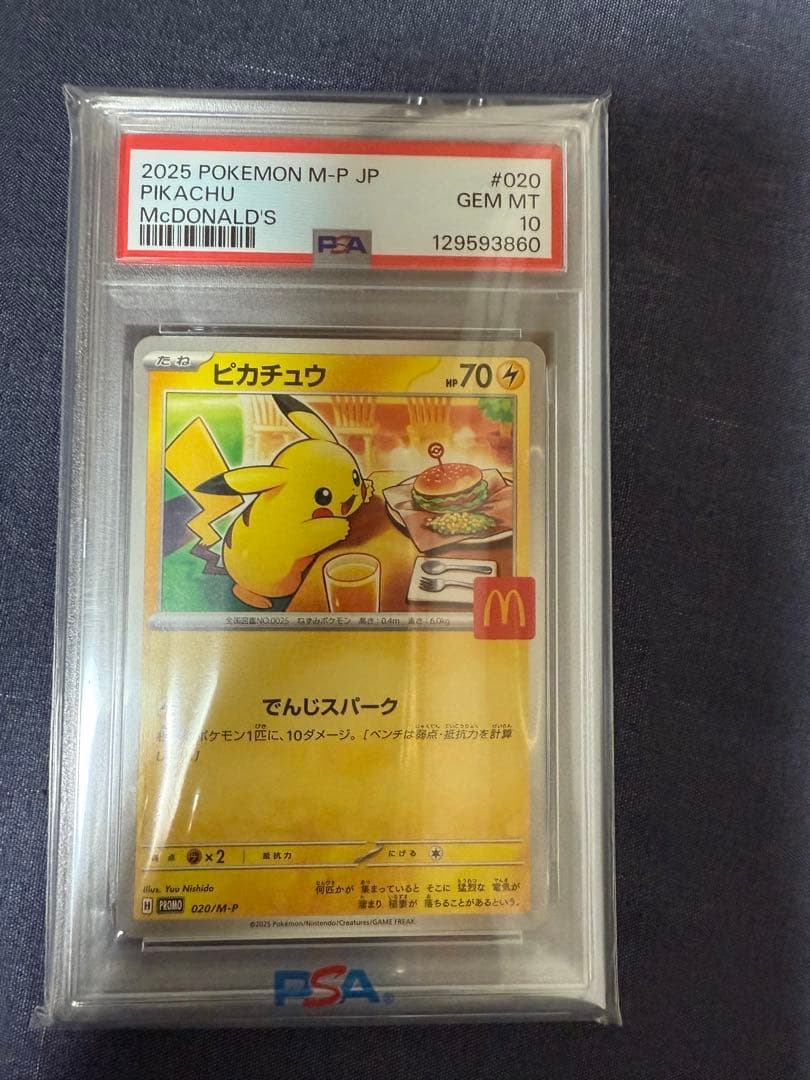 2025 POKEMON M-P JP #020
PIKACHU GEM MT
McDONALD'S 10
PSA 129593860
たね ピカチュウ HP70
全国図鑑NO.0025 ねずみポケモン 高さ:0.4m 重さ:6.0kg
でんじスパーク
ポケモン1匹に、10ダメージ。[ベンチは弱点・抵抗力を計算
点 ×2 抵抗力 にげる
Illus. Yuu Nishida
何匹かが 集まっていると そこに 猛烈な 電気が
H PROMO 020/M-P
溜まり 稲妻が 落ちることがあるという。
©2025 Pokémon/Nintendo/Creatures/GAME FREAK.
PSA®